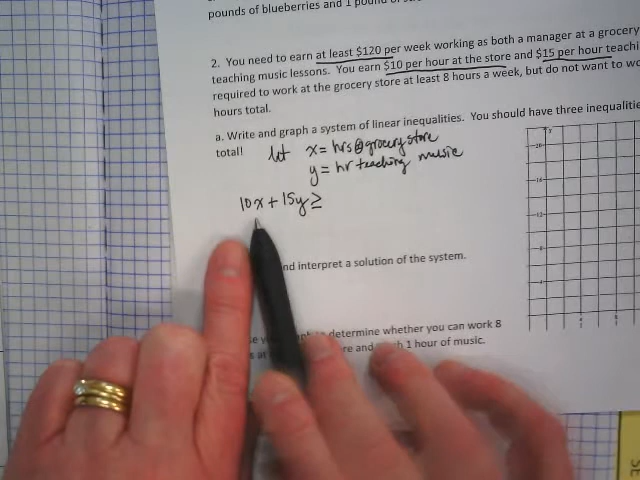 pounds of blueberries and 1 pound of
2. You need to earn at least $120 per week working as both a manager at a grocery
teaching music lessons. You earn $10 per hour at the store and $15 per hour teachi
required to work at the grocery store at least 8 hours a week, but do not want to wo
hours total.
a. Write and graph a system of linear inequalities. You should have three inequalitie
total!
let x = hrs @ grocery store
y = hr teaching music
10x + 15y ≥
nd interpret a solution of the system.
determine whether you can work 8
re and 1 hour of music.
y
20
12
8
4